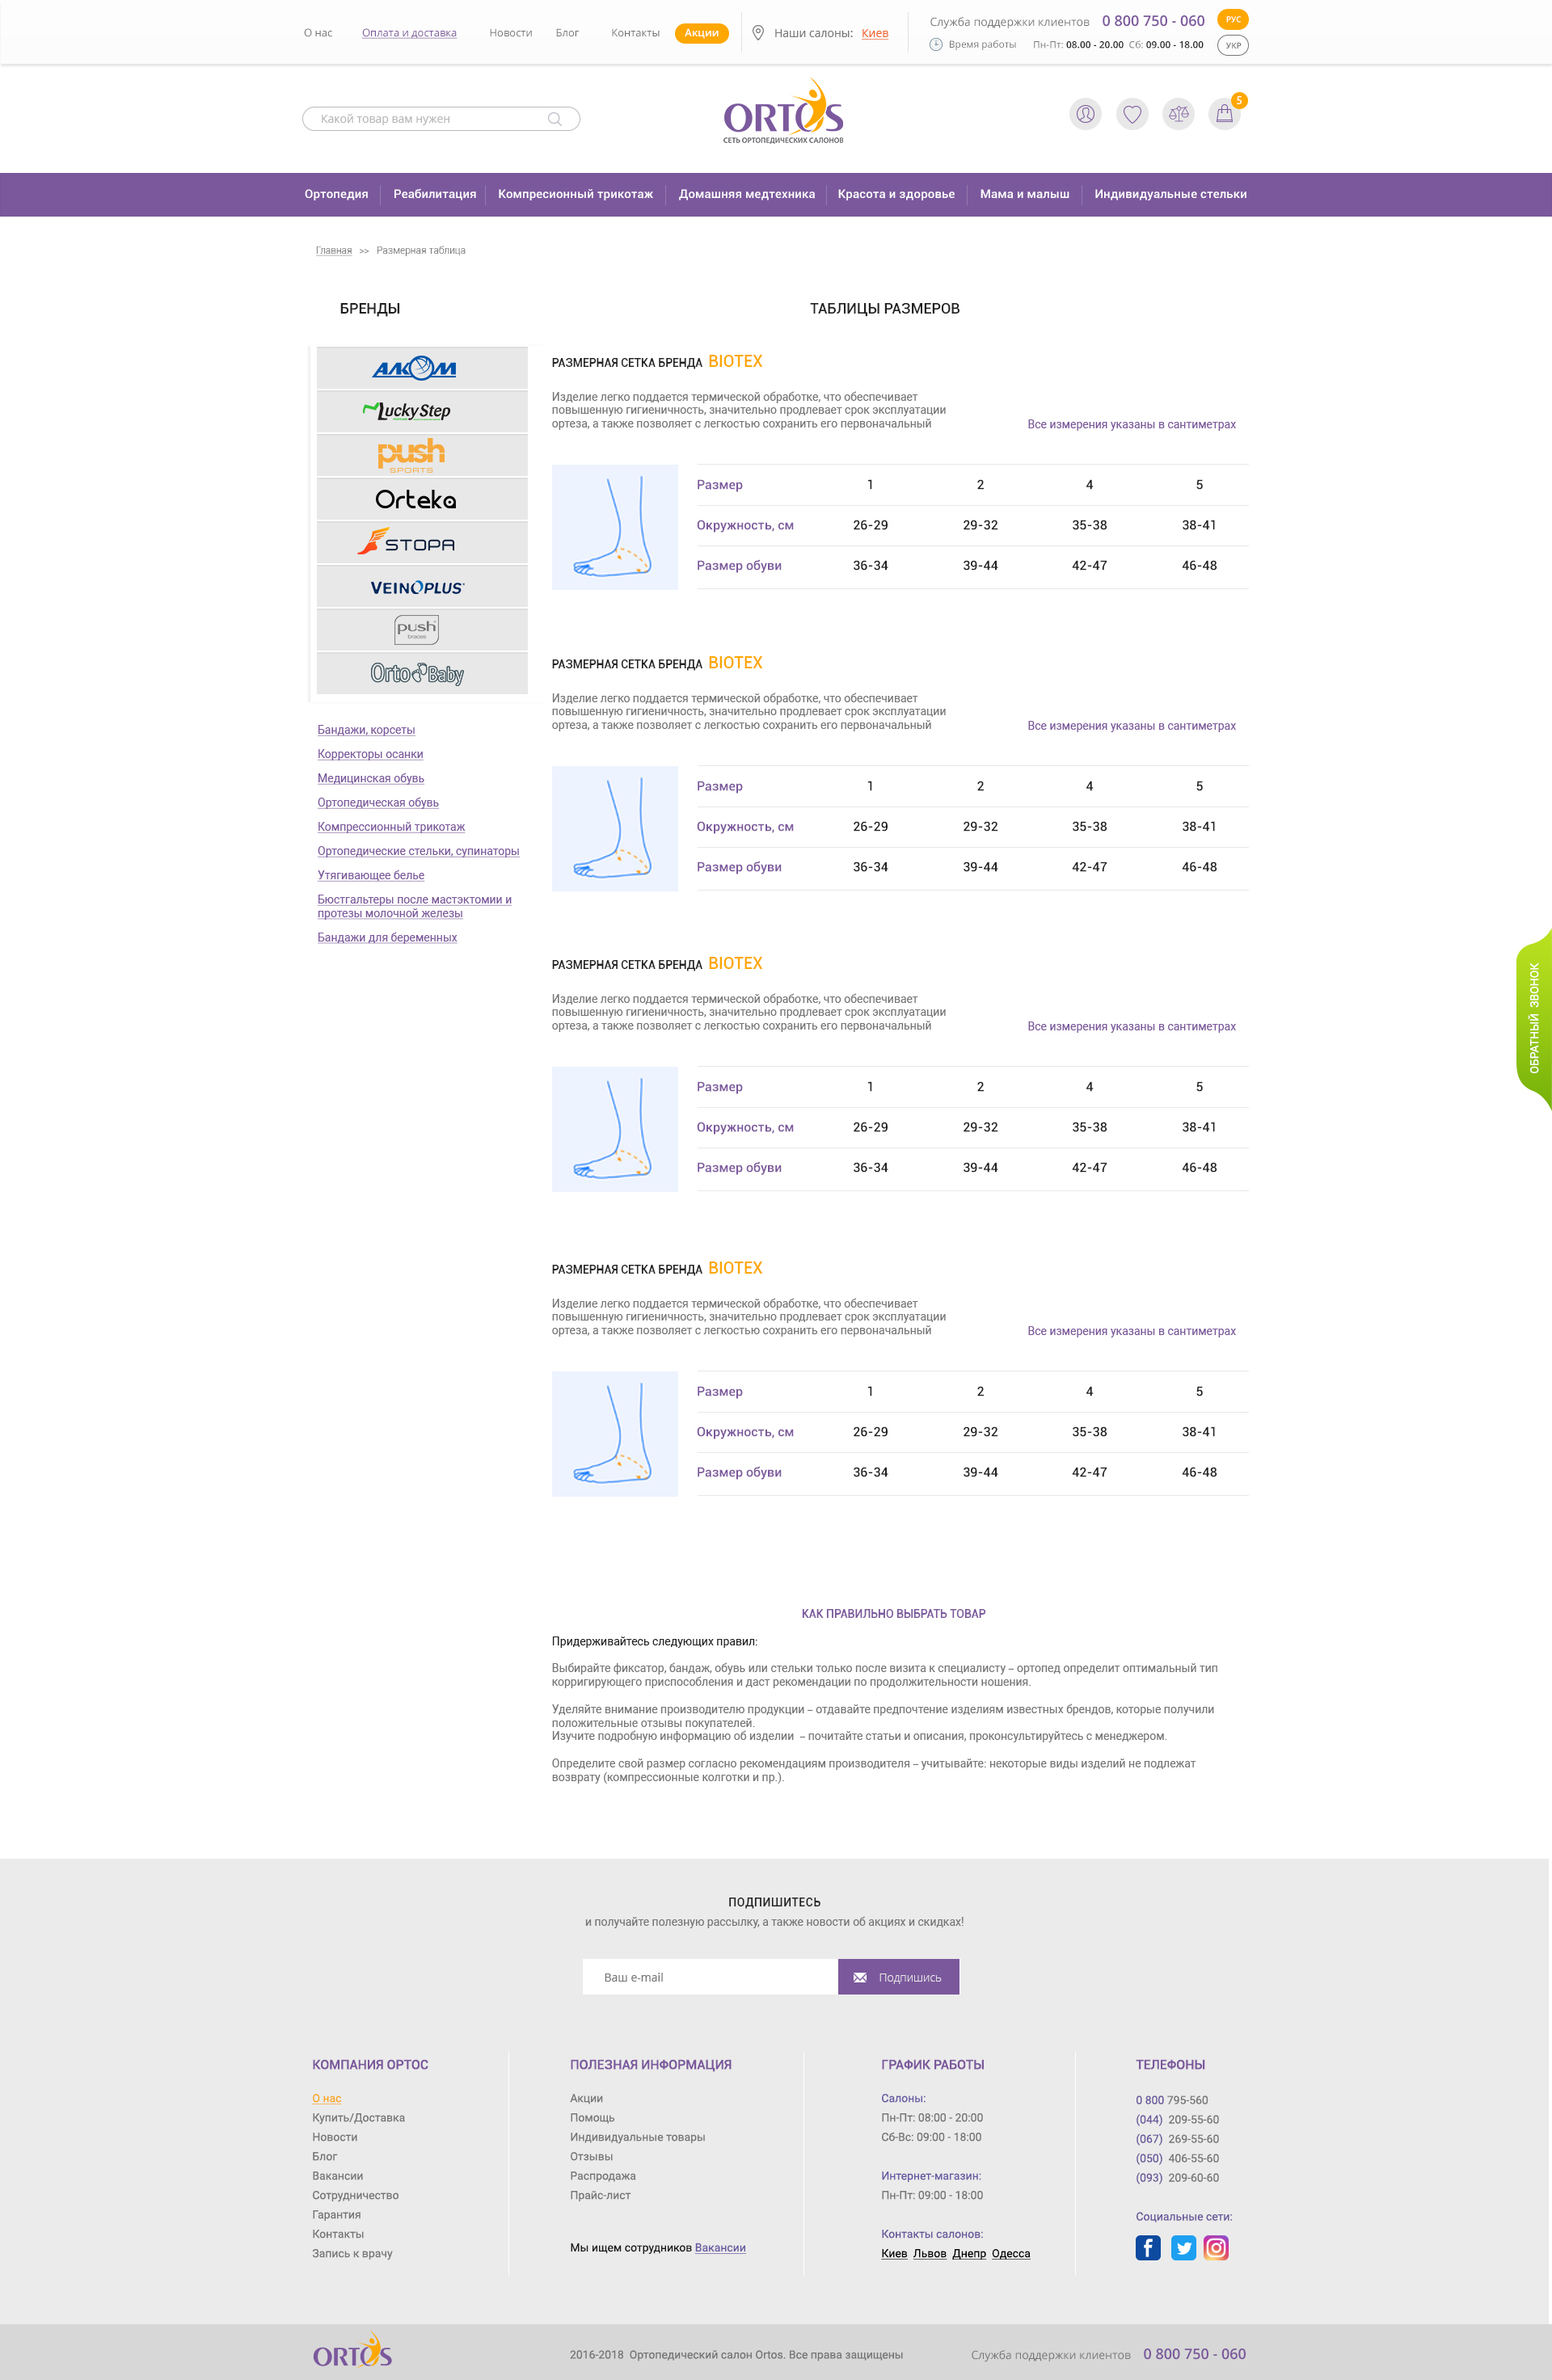 О нас Оплата и доставка Новости Блог Контакты Акции Наши салоны: Киев Служба поддержки клиентов 0 800 750 - 060 РУС
Время работы Пн-Пт: 08.00 - 20.00 Сб: 09.00 - 18.00 УКР
Какой товар вам нужен
ORTOS
СЕТЬ ОРТОПЕДИЧЕСКИХ САЛОНОВ
5
Ортопедия Реабилитация Компресионный трикотаж Домашняя медтехника Красота и здоровье Мама и малыш Индивидуальные стельки
Главная >> Размерная таблица
БРЕНДЫ
АЛКОМ
LuckyStep
push
SPORTS
Orteka
STOPA
VEINOPLUS
push
braces
Orto Baby
Бандажи, корсеты
Корректоры осанки
Медицинская обувь
Ортопедическая обувь
Компрессионный трикотаж
Ортопедические стельки, супинаторы
Утягивающее белье
Бюстгальтеры после мастэктомии и
протезы молочной железы
Бандажи для беременных
ТАБЛИЦЫ РАЗМЕРОВ
РАЗМЕРНАЯ СЕТКА БРЕНДА BIOTEX
Изделие легко поддается термической обработке, что обеспечивает
повышенную гигиеничность, значительно продлевает срок эксплуатации
ортеза, а также позволяет с легкостью сохранить его первоначальный
Все измерения указаны в сантиметрах
Размер 1 2 4 5
Окружность, см 26-29 29-32 35-38 38-41
Размер обуви 36-34 39-44 42-47 46-48
РАЗМЕРНАЯ СЕТКА БРЕНДА BIOTEX
Изделие легко поддается термической обработке, что обеспечивает
повышенную гигиеничность, значительно продлевает срок эксплуатации
ортеза, а также позволяет с легкостью сохранить его первоначальный
Все измерения указаны в сантиметрах
Размер 1 2 4 5
Окружность, см 26-29 29-32 35-38 38-41
Размер обуви 36-34 39-44 42-47 46-48
РАЗМЕРНАЯ СЕТКА БРЕНДА BIOTEX
Изделие легко поддается термической обработке, что обеспечивает
повышенную гигиеничность, значительно продлевает срок эксплуатации
ортеза, а также позволяет с легкостью сохранить его первоначальный
Все измерения указаны в сантиметрах
Размер 1 2 4 5
Окружность, см 26-29 29-32 35-38 38-41
Размер обуви 36-34 39-44 42-47 46-48
РАЗМЕРНАЯ СЕТКА БРЕНДА BIOTEX
Изделие легко поддается термической обработке, что обеспечивает
повышенную гигиеничность, значительно продлевает срок эксплуатации
ортеза, а также позволяет с легкостью сохранить его первоначальный
Все измерения указаны в сантиметрах
Размер 1 2 4 5
Окружность, см 26-29 29-32 35-38 38-41
Размер обуви 36-34 39-44 42-47 46-48
ОБРАТНЫЙ ЗВОНОК
КАК ПРАВИЛЬНО ВЫБРАТЬ ТОВАР
Придерживайтесь следующих правил:
Выбирайте фиксатор, бандаж, обувь или стельки только после визита к специалисту – ортопед определит оптимальный тип
корригирующего приспособления и даст рекомендации по продолжительности ношения.
Уделяйте внимание производителю продукции – отдавайте предпочтение изделиям известных брендов, которые получили
положительные отзывы покупателей.
Изучите подробную информацию об изделии – почитайте статьи и описания, проконсультируйтесь с менеджером.
Определите свой размер согласно рекомендациям производителя – учитывайте: некоторые виды изделий не подлежат
возврату (компрессионные колготки и пр.).
ПОДПИШИТЕСЬ
и получайте полезную рассылку, а также новости об акциях и скидках!
Ваш e-mail Подпишись
КОМПАНИЯ ОРТОС
О нас
Купить/Доставка
Новости
Блог
Вакансии
Сотрудничество
Гарантия
Контакты
Запись к врачу
ПОЛЕЗНАЯ ИНФОРМАЦИЯ
Акции
Помощь
Индивидуальные товары
Отзывы
Распродажа
Прайс-лист
Мы ищем сотрудников Вакансии
ГРАФИК РАБОТЫ
Салоны:
Пн-Пт: 08:00 - 20:00
Сб-Вс: 09:00 - 18:00
Интернет-магазин:
Пн-Пт: 09:00 - 18:00
Контакты салонов:
Киев Львов Днепр Одесса
ТЕЛЕФОНЫ
0 800 795-560
(044) 209-55-60
(067) 269-55-60
(050) 406-55-60
(093) 209-60-60
Социальные сети:
ORTOS 2016-2018 Ортопедический салон Ortos. Все права защищены Служба поддержки клиентов 0 800 750 - 060